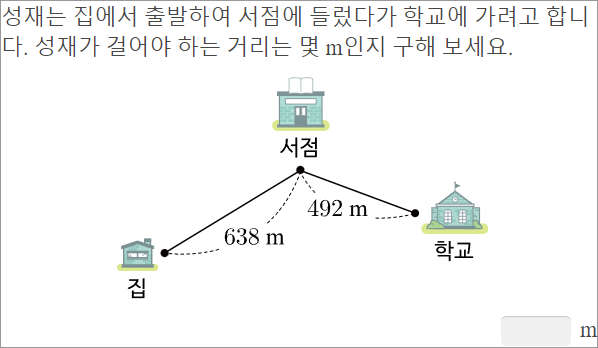 성재는 집에서 출발하여 서점에 들렀다가 학교에 가려고 합니
다. 성재가 걸어야 하는 거리는 몇 m인지 구해 보세요.
서점
492 m
638 m
학교
집
m